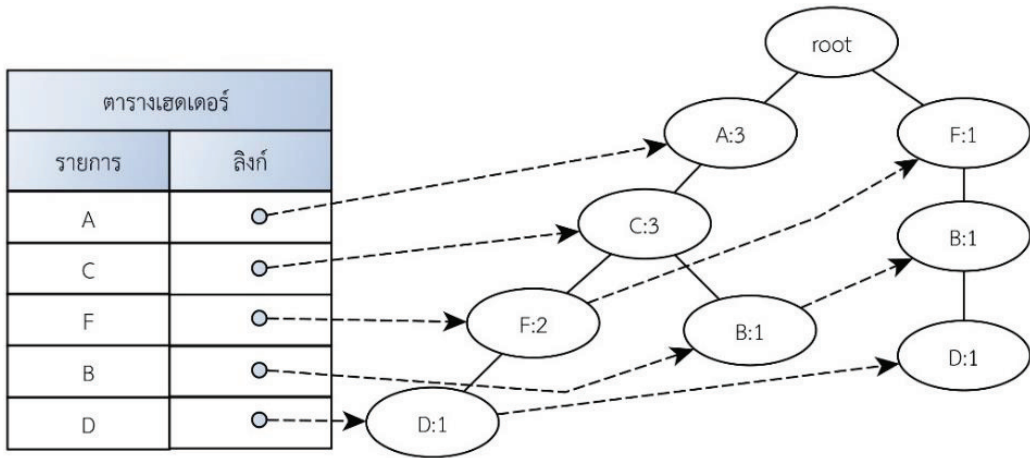 ตารางเฮดเดอร์
รายการ ลิงก์
A
C
F
B
D
root
A:3
F:1
C:3
B:1
F:2
B:1
D:1
D:1